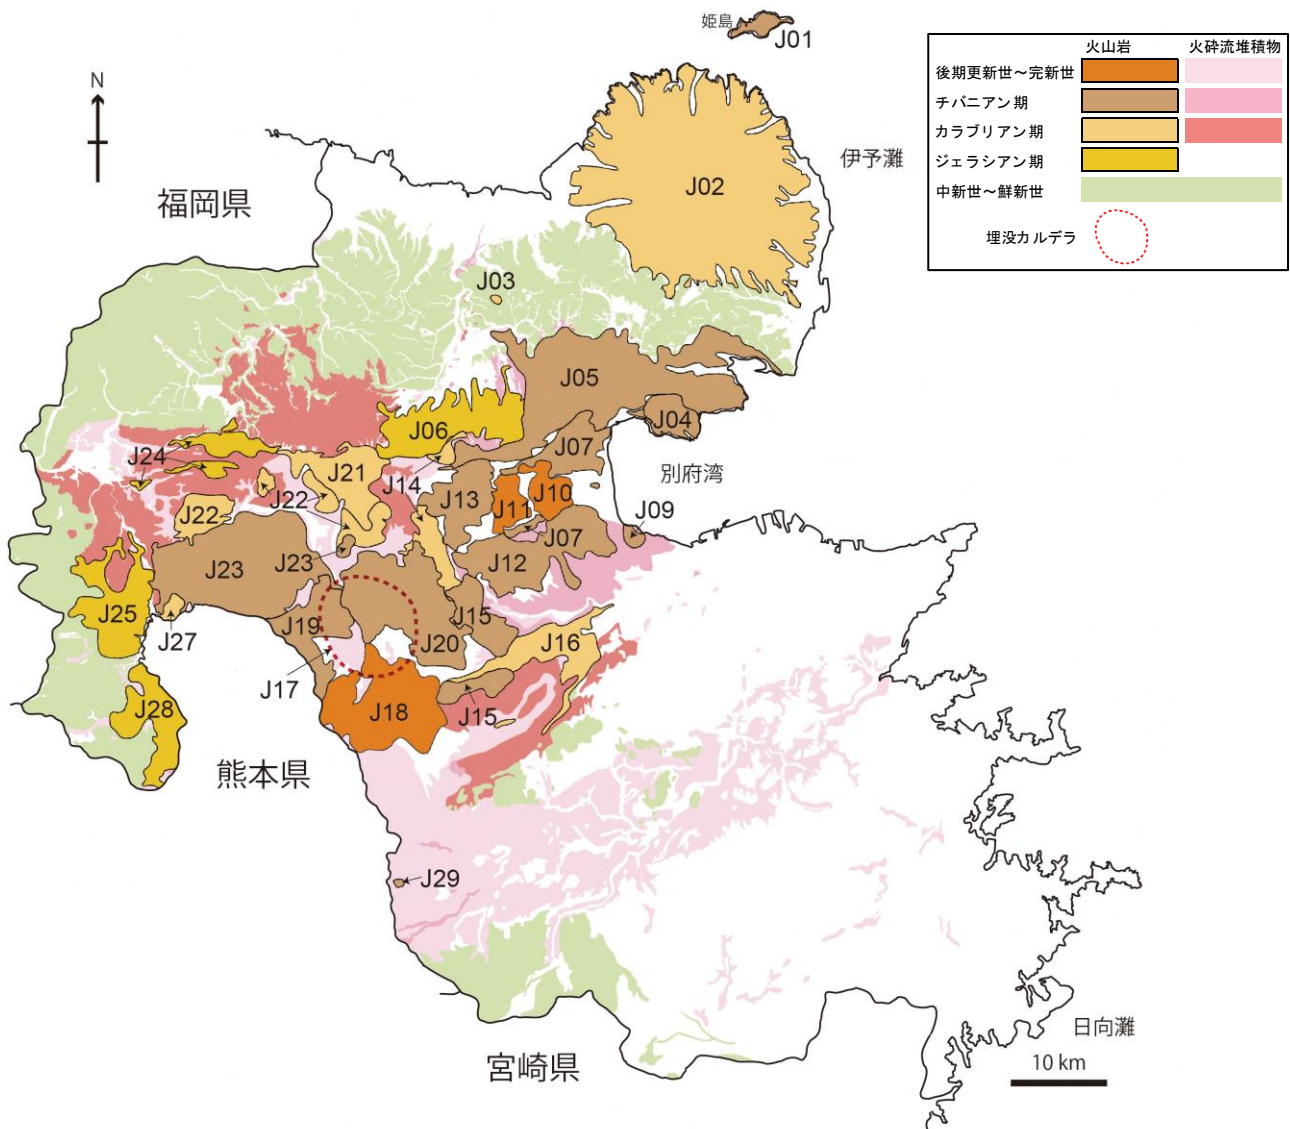 姫島
J01
火山岩
火砕流堆積物
後期更新世～完新世
チバニアン期
カラブリアン期
ジェラシアン期
中新世～鮮新世
埋没カルデラ
N
伊予灘
J02
福岡県
J03
J05
J04
J06
J07
J24
J21
別府湾
J22
J14
J13
J11
J10
J09
J22
J07
J23
J23
J12
J25
J27
J19
J15
J20
J16
J17
J28
J18
J15
熊本県
J29
日向灘
宮崎県
10 km